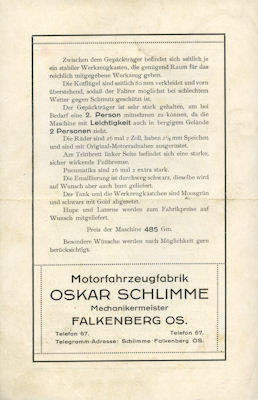 Zwischen dem Gepäckträger befindet sich seitlich je
ein stabiler Werkzeugkasten, die genügend Raum für das
reichlich mitgegebene Werkzeug geben.
Die Kotflügel sind seitlich 80 mm verkleidet und vorn
überstehend, sodaß der Fahrer möglichst bei schlechtem
Wetter gegen Schmutz geschützt ist.
Der Gepäckträger ist sehr stark gehalten, um bei
Bedarf eine 2. Person mitnehmen zu können, da die
Maschine mit Leichtigkeit auch in bergigem Gelände
2 Personen zieht.
Die Räder sind 26 mal 2 Zoll, haben 2¼ mm Speichen
und sind mit Original-Motorradnaben ausgerüstet.
Am Trittbrett linker Seite befindet sich eine starke,
sicher wirkende Fußbremse.
Pneumatiks sind 26 mal 2 extra stark.
Die Emaillierung ist durchweg schwarz, dieselbe wird
auf Wunsch aber auch bunt geliefert.
Der Tank und die Werkzeugkästchen sind Moosgrün
und schwarz mit Gold abgesetzt.
Hupe und Laterne werden zum Fabrikpreise auf
Wunsch mitgeliefert.
Preis der Maschine 485 Gm.
Besondere Wünsche werden nach Möglichkeit gern
berücksichtigt.
Motorfahrzeugfabrik
OSKAR SCHLIMME
Mechanikermeister
FALKENBERG OS.
Telefon 67. Telefon 67.
Telegramm-Adresse: Schlimme Falkenberg OS.